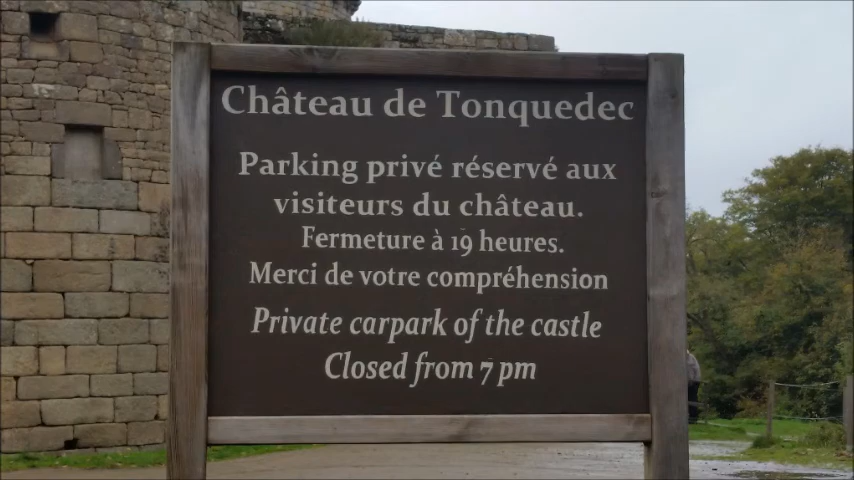 Château de Tonquedec
Parking privé réservé aux
visiteurs du château.
Fermeture à 19 heures.
Merci de votre compréhension
Private carpark of the castle
Closed from 7 pm